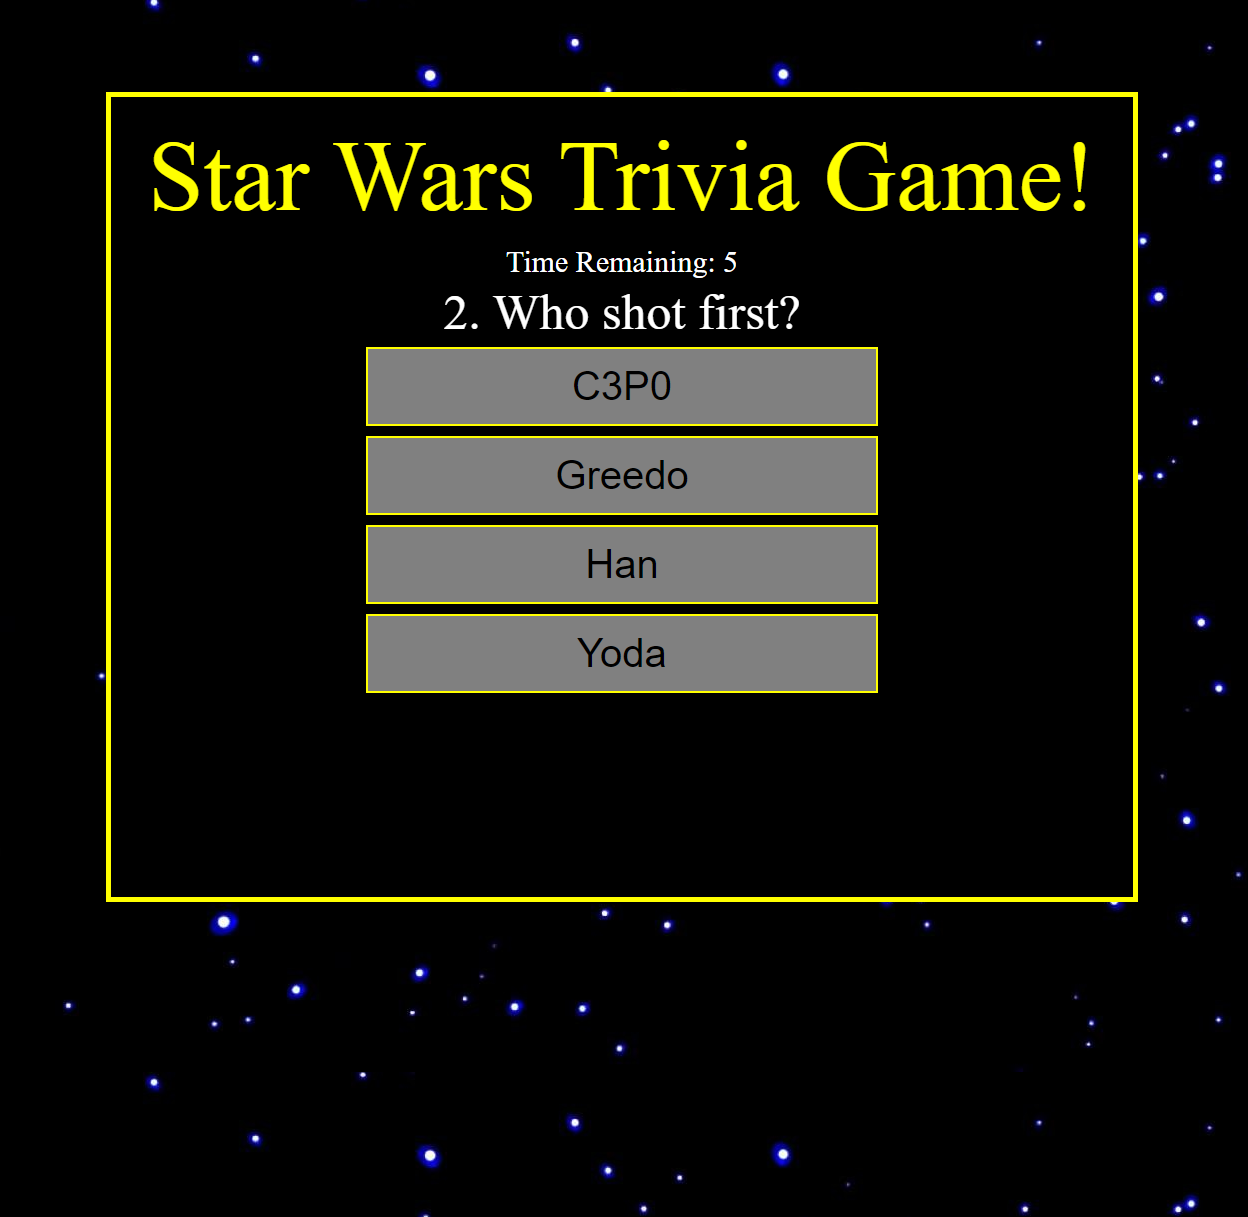 Star Wars Trivia Game!
Time Remaining: 5
2. Who shot first?
C3P0
Greedo
Han
Yoda